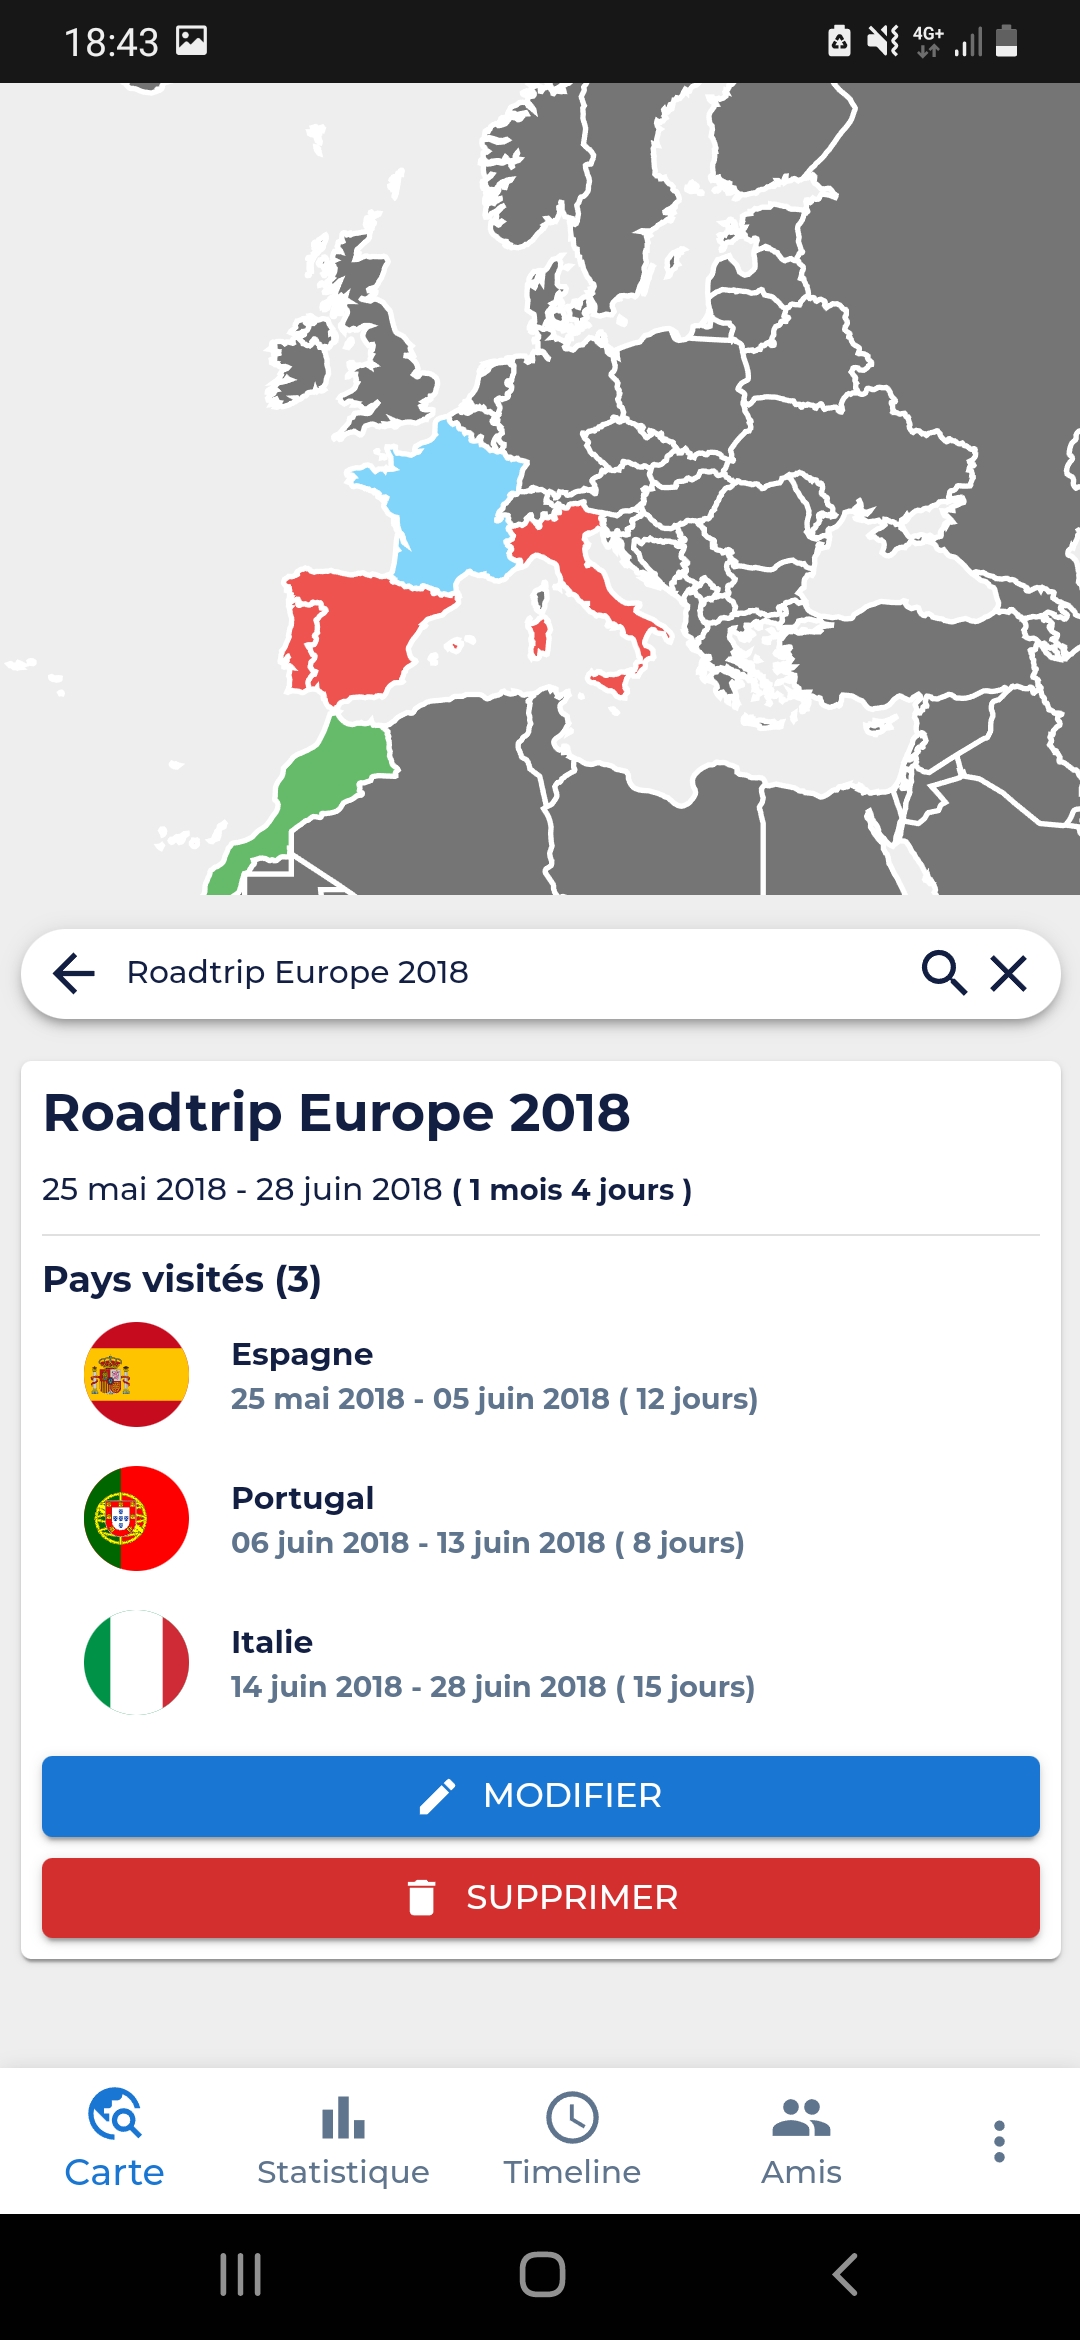 18:43
4G+
Roadtrip Europe 2018
Roadtrip Europe 2018
25 mai 2018 - 28 juin 2018 ( 1 mois 4 jours )
Pays visités (3)
Espagne
25 mai 2018 - 05 juin 2018 ( 12 jours)
Portugal
06 juin 2018 - 13 juin 2018 ( 8 jours)
Italie
14 juin 2018 - 28 juin 2018 ( 15 jours)
MODIFIER
SUPPRIMER
Carte
Statistique
Timeline
Amis